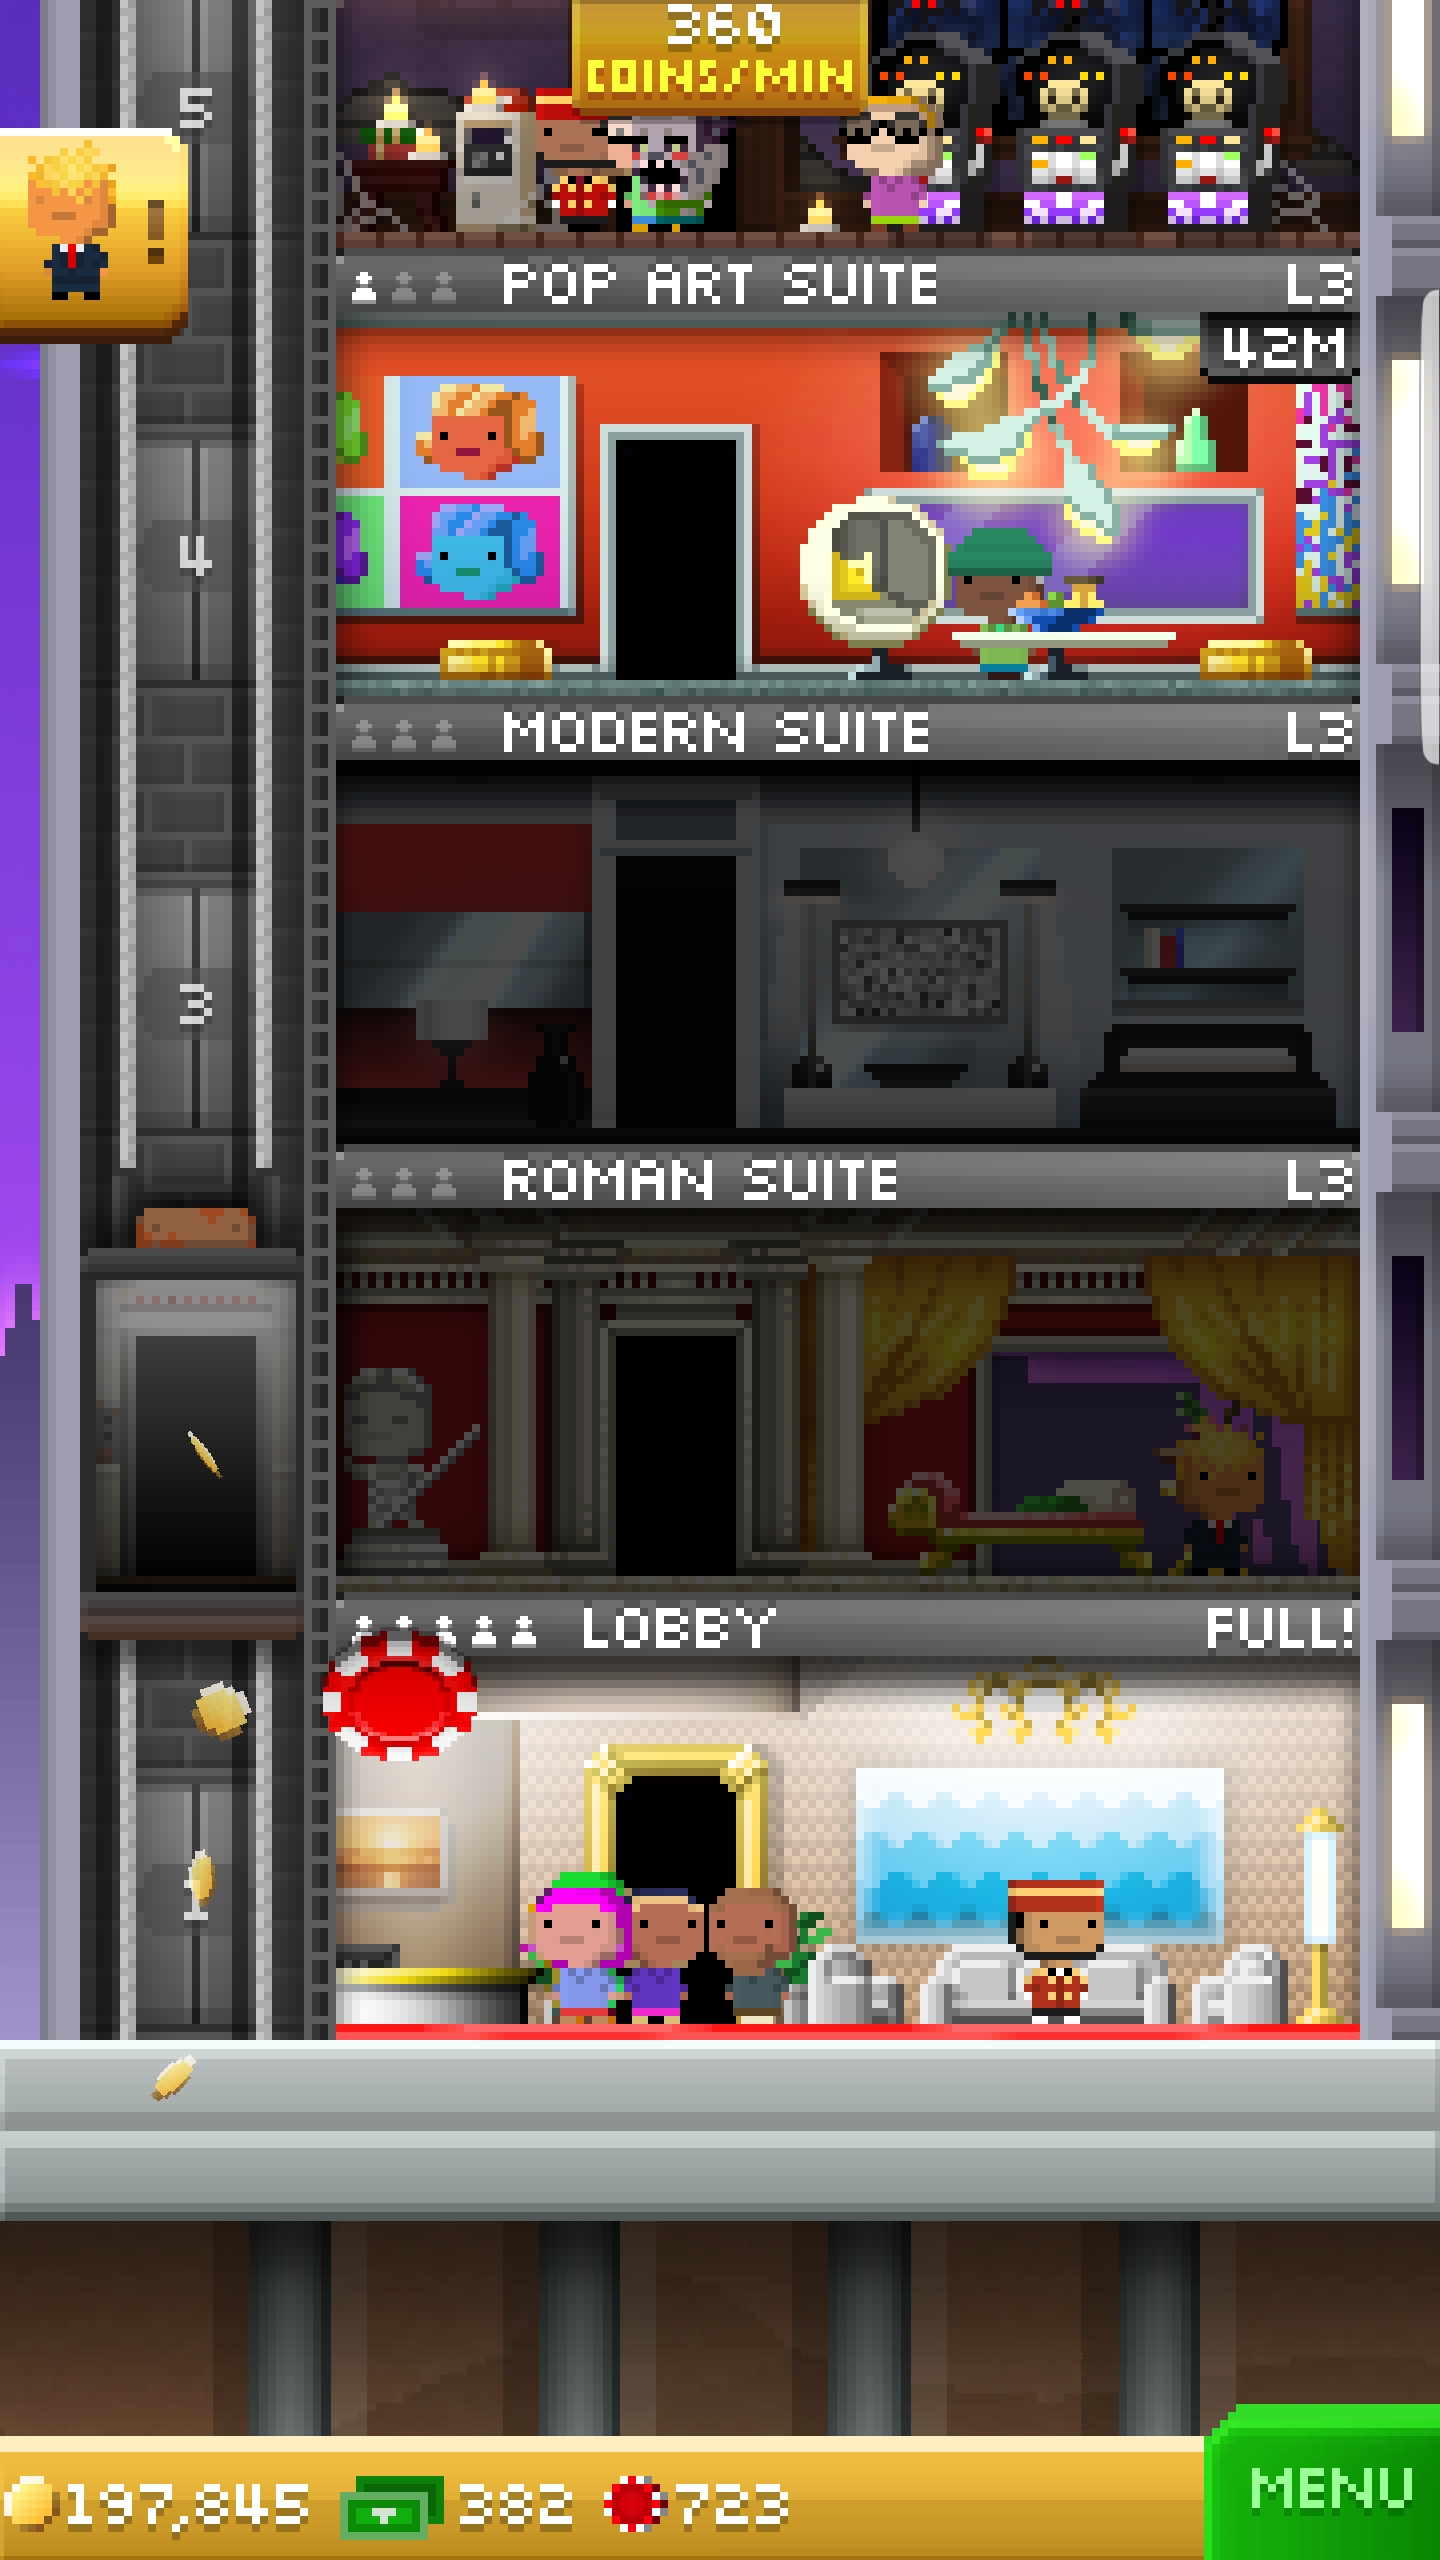 360
COINS/MIN
5
!
POP ART SUITE L3
42M
4
MODERN SUITE L3
3
ROMAN SUITE L3
LOBBY FULL!
1
197,845 382 723
MENU